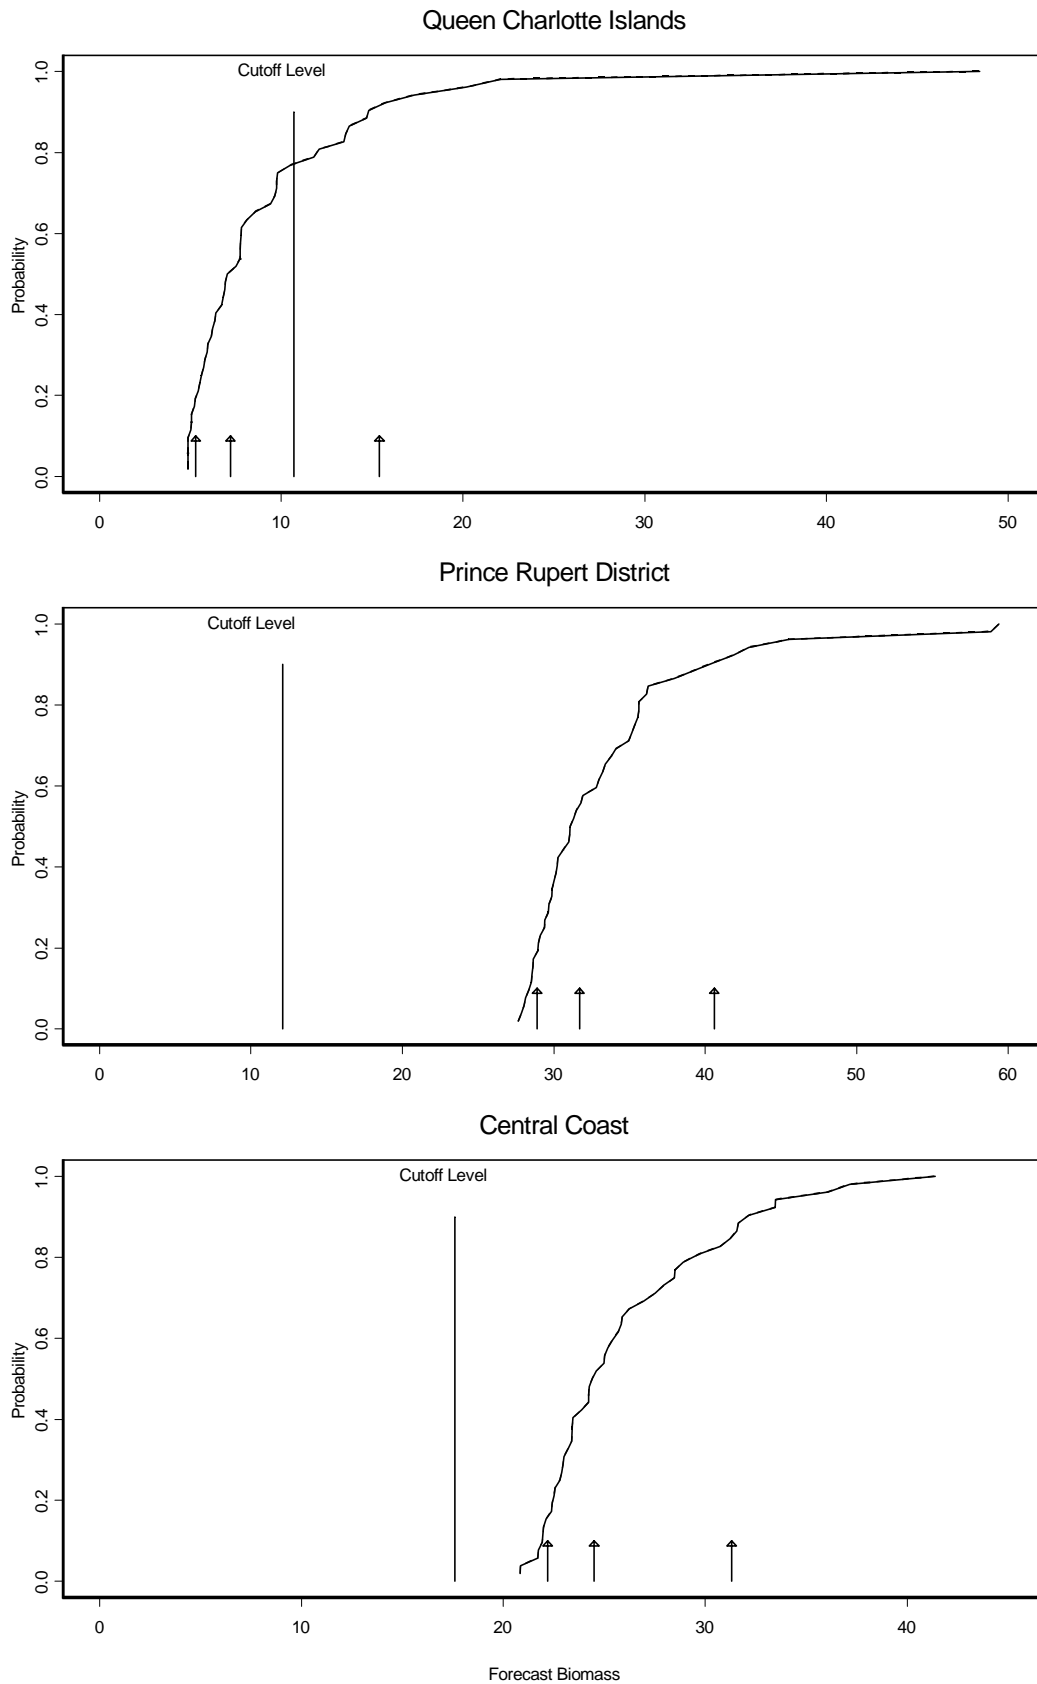 Queen Charlotte Islands
Cutoff Level
Probability
1.0
0.8
0.6
0.4
0.2
0.0
0 10 20 30 40 50
Prince Rupert District
Cutoff Level
Probability
1.0
0.8
0.6
0.4
0.2
0.0
0 10 20 30 40 50 60
Central Coast
Cutoff Level
Probability
1.0
0.8
0.6
0.4
0.2
0.0
0 10 20 30 40
Forecast Biomass